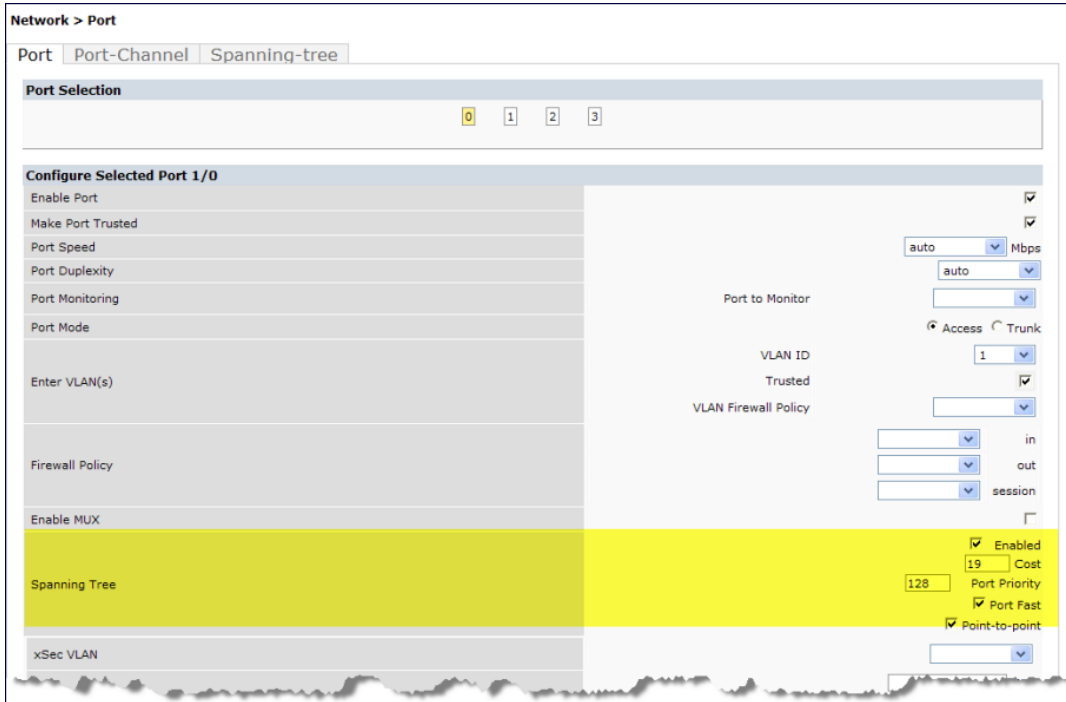 Network > Port
Port Port-Channel Spanning-tree
Port Selection
0 1 2 3
Configure Selected Port 1/0
Enable Port
Make Port Trusted
Port Speed auto Mbps
Port Duplexity auto
Port Monitoring Port to Monitor
Port Mode Access Trunk
VLAN ID 1
Enter VLAN(s) Trusted
VLAN Firewall Policy
in
Firewall Policy out
session
Enable MUX
Enabled
19 Cost
Spanning Tree 128 Port Priority
Port Fast
Point-to-point
xSec VLAN